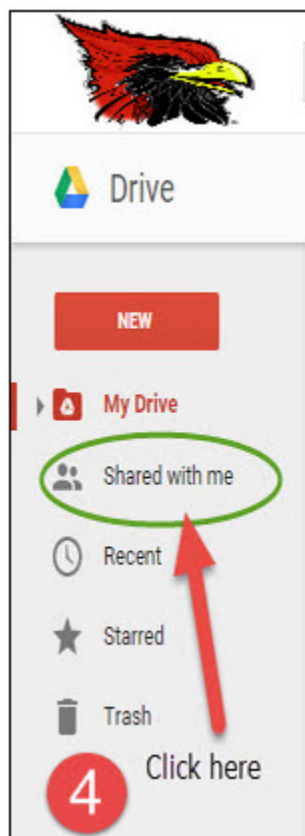 Drive
NEW
My Drive
Shared with me
Recent
Starred
Trash
Click here
4